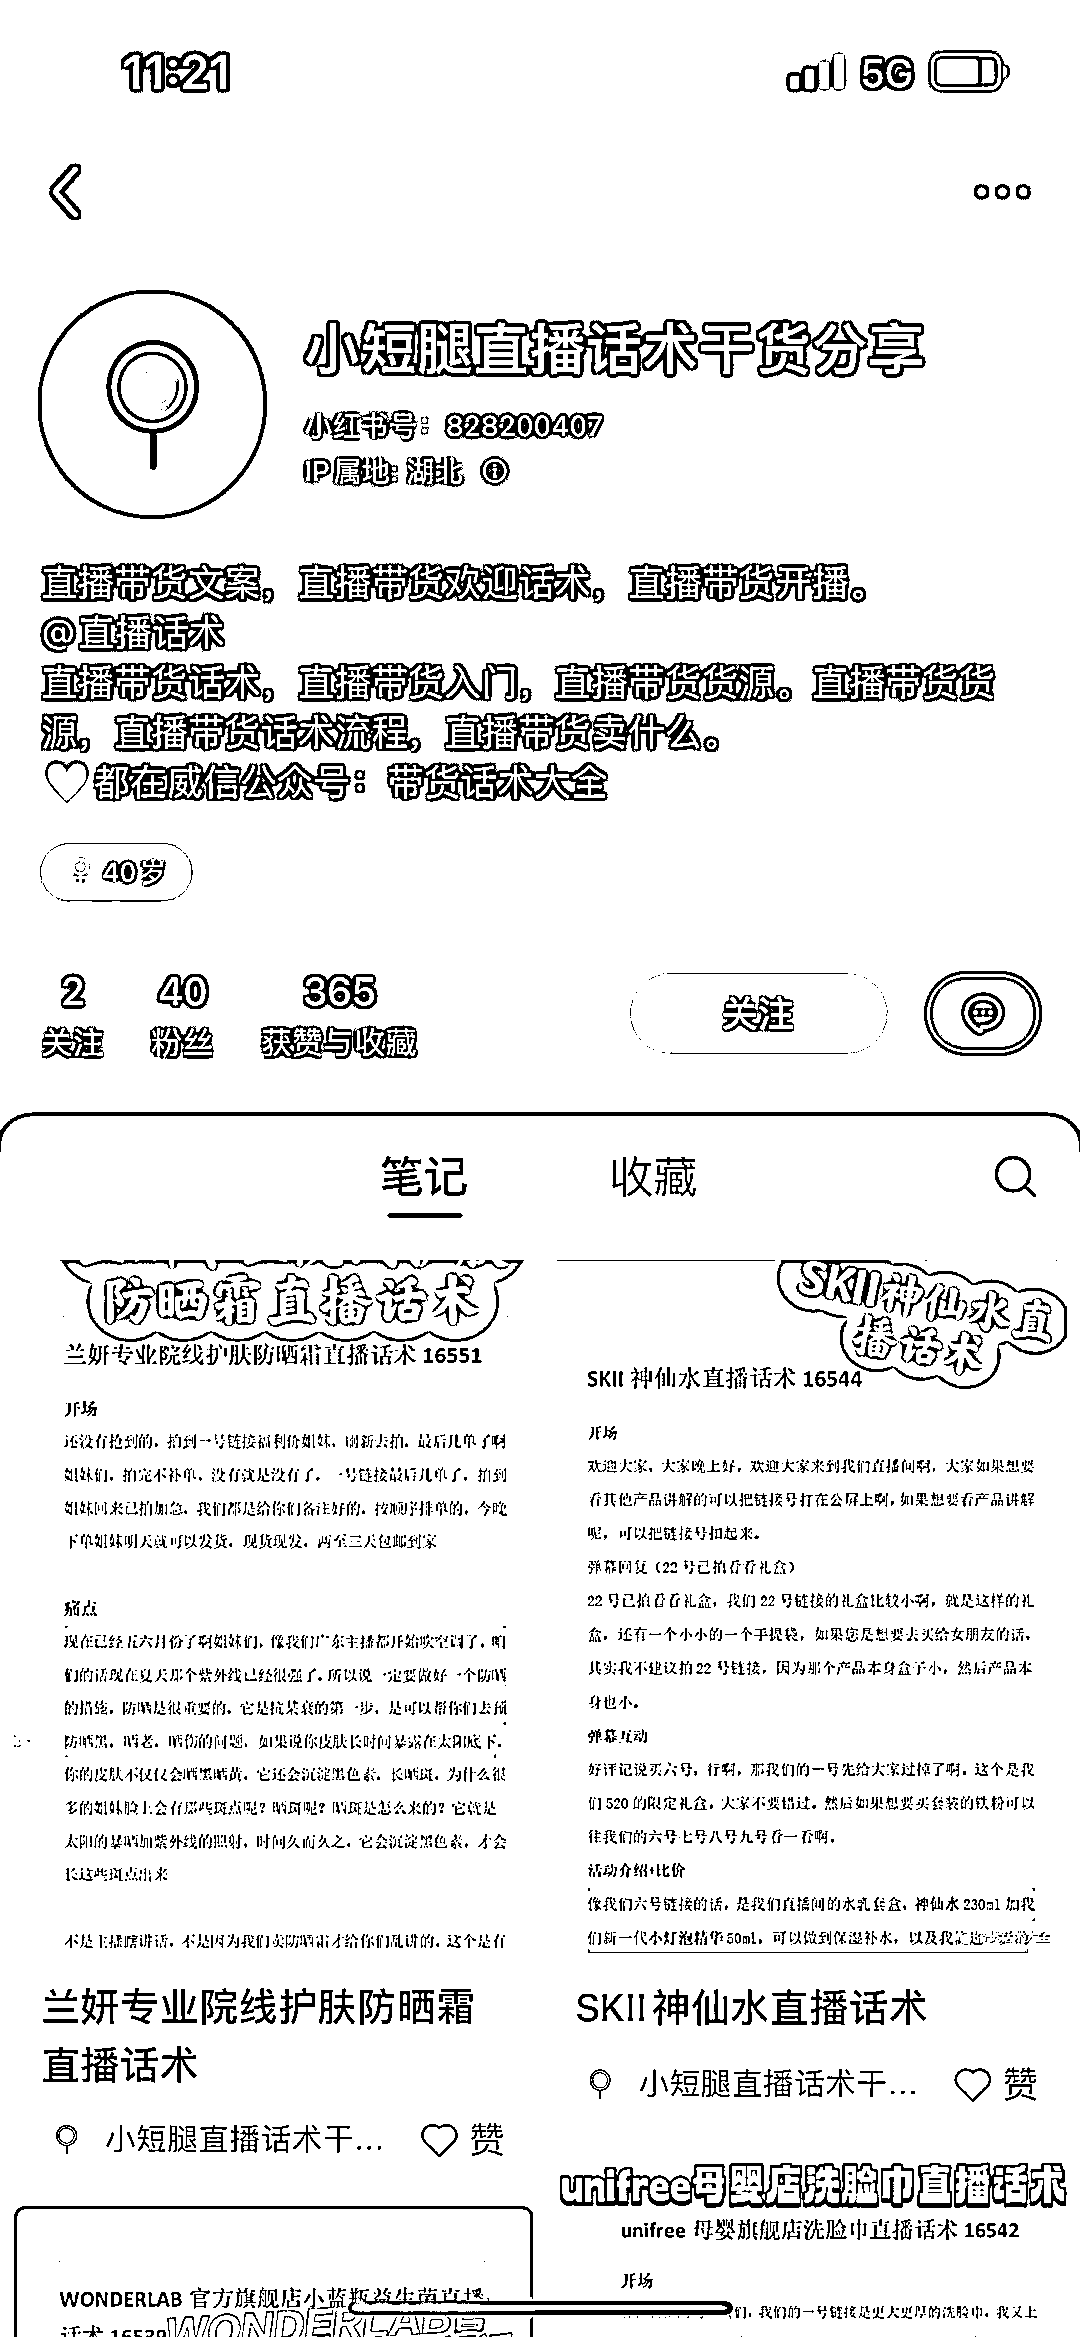 11:21
5G
小短腿直播话术干货分享
小红书号：828200407
IP属地：湖北
直播带货文案，直播带货欢迎话术，直播带货开播。
@直播话术
直播带货话术，直播带货入门，直播带货货源。直播带货货
源，直播带货话术流程，直播带货卖什么。
♡都在威信公众号：带货话术大全
40岁
2 40 365
关注 粉丝 获赞与收藏
关注
笔记 收藏
防晒霜直播话术
兰妍专业院线护肤防晒霜直播话术 16551
开场
还没有抢到的，拍到一号链接福利价姐妹，刷新去拍，最后几单了啊
姐妹们，拍完不补单，没有就是没有了，一号链接最后几单了，拍到
姐妹回来已拍加急，我们都是给你们备注好的，按顺序排单的，今晚
下单姐妹明天就可以发货，现货现发，两至三天包邮到家
痛点
现在已经五六月份了啊姐妹们，像我们广东主播都开始吹空调了，咱
们的话现在夏天那个紫外线已经很强了，所以说一定要做好一个防晒
的措施，防晒是很重要的，它是抗衰的第一步，是可以帮你们去预
防晒黑，晒老，晒伤的问题，如果说你皮肤长时间暴露在太阳底下，
你的皮肤不仅仅会晒黑晒黄，它还会沉淀黑色素，长晒斑，为什么很
多的姐妹脸上会有那些斑点呢？晒斑呢？晒斑是怎么来的？它就是
太阳的暴晒加紫外线的照射，时间久而久之，它会沉淀黑色素，才会
长这些斑点出来
不是主播瞎讲话，不是因为我们卖防晒霜才给你们乱讲的，这个是有
兰妍专业院线护肤防晒霜
直播话术
小短腿直播话术干... 赞
WONDERLAB 官方旗舰店小蓝瓶益生菌直播
SKII神仙水直
播话术
SKII 神仙水直播话术 16544
开场
欢迎大家，大家晚上好，欢迎大家来到我们直播间啊，大家如果想要
看其他产品讲解的可以把链接号打在公屏上啊，如果想要看产品讲解
呢，可以把链接号扣起来。
弹幕回复（22 号已拍看看礼盒）
22 号已拍看看礼盒，我们 22 号链接的礼盒比较小啊，就是这样的礼
盒，还有一个小小的一个手提袋，如果您是想要去买给女朋友的话，
其实我不建议拍 22 号链接，因为那个产品本身盒子小，然后产品本
身也小。
弹幕互动
好评记说买六号，行啊，那我们的一号先给大家过掉了啊，这个是我
们 520 的限定礼盒，大家不要错过，然后如果想要买套装的铁粉可以
往我们的六号七号八号九号看一看啊。
活动介绍+比价
像我们六号链接的话，是我们直播间的水乳套盒，神仙水 230ml 加我
们新一代小灯泡精华 50ml，可以做到保湿补水，以及我
SKII神仙水直播话术
小短腿直播话术干... 赞
unifree母婴店洗脸巾直播话术
unifree 母婴旗舰店洗脸巾直播话术 16542
开场
们，我们的一号链接是更大更厚的洗脸巾，我又上